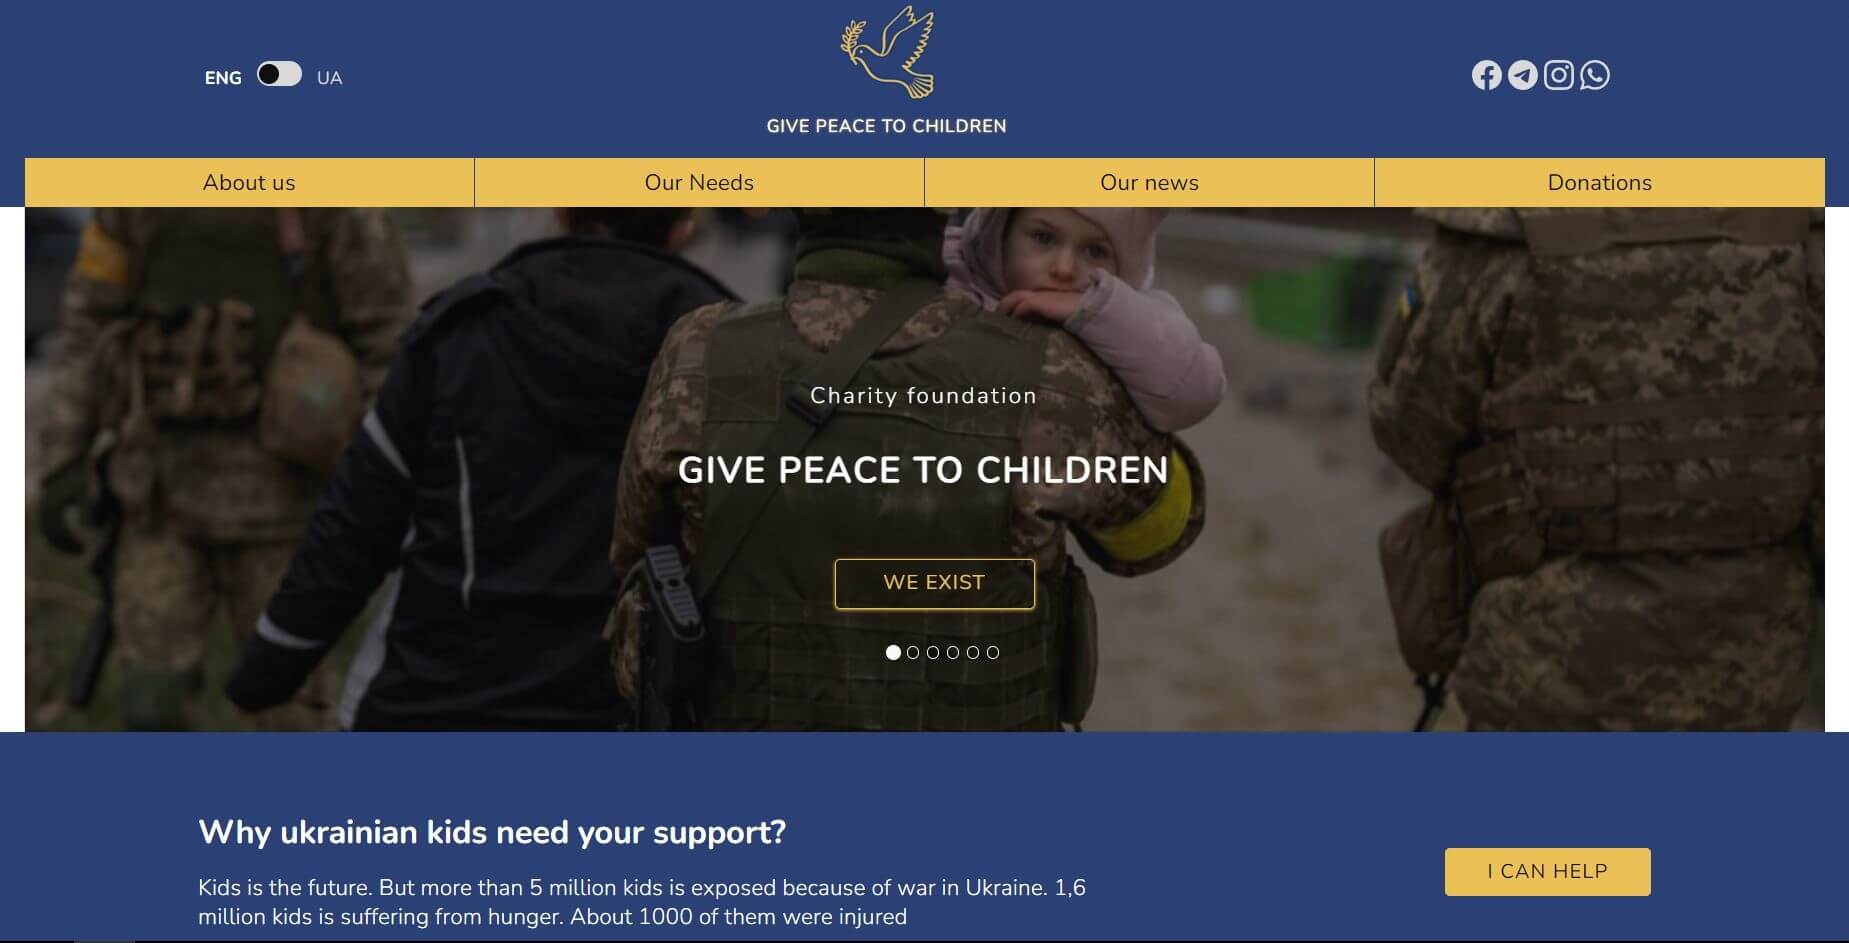 ENG UA
GIVE PEACE TO CHILDREN
About us
Our Needs
Our news
Donations
Charity foundation
GIVE PEACE TO CHILDREN
WE EXIST
Why ukrainian kids need your support?
Kids is the future. But more than 5 million kids is exposed because of war in Ukraine. 1,6
million kids is suffering from hunger. About 1000 of them were injured
I CAN HELP